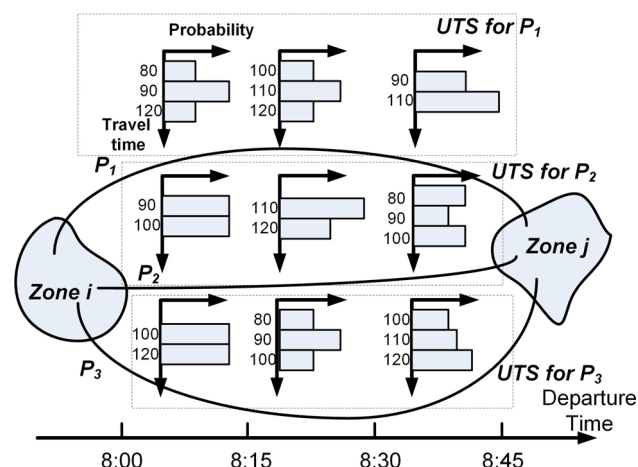 Probability
UTS for P1
80
90
120
100
110
120
90
110
Travel
time
P1
UTS for P2
90
100
110
120
80
90
100
Zone i
Zone j
P2
100
120
80
90
100
100
110
120
P3
UTS for P3
Departure
Time
8:00
8:15
8:30
8:45